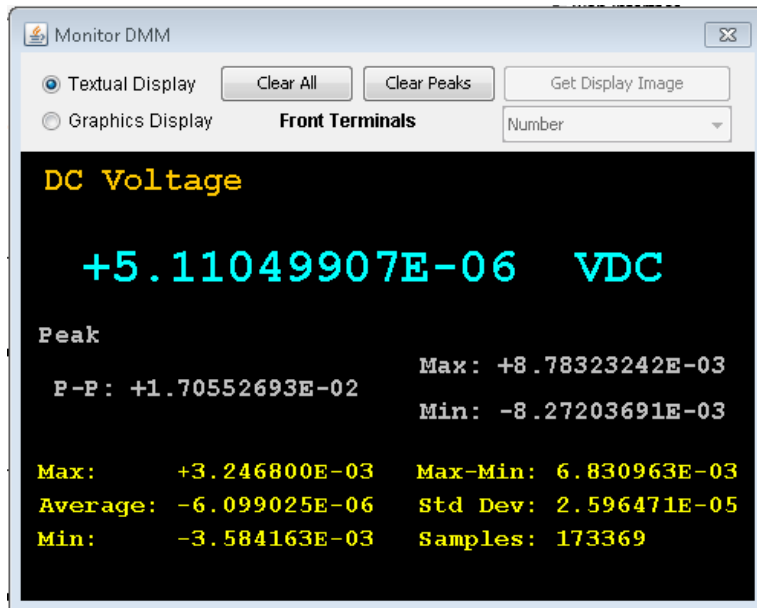 Monitor DMM
Textual Display Clear All Clear Peaks Get Display Image
Graphics Display Front Terminals Number
DC Voltage
+5.11049907E-06 VDC
Peak
Max: +8.78323242E-03
P-P: +1.70552693E-02
Min: -8.27203691E-03
Max: +3.246800E-03 Max-Min: 6.830963E-03
Average: -6.099025E-06 Std Dev: 2.596471E-05
Min: -3.584163E-03 Samples: 173369